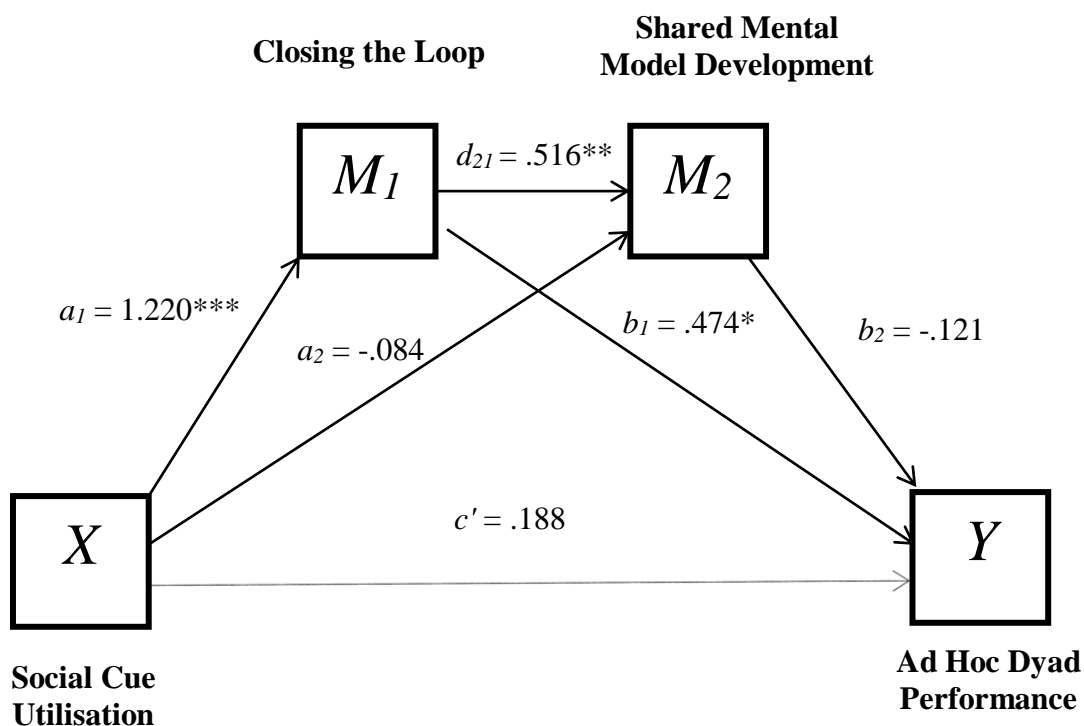 Shared Mental
Model Development
Closing the Loop
M1
d21 = .516**
M2
a1 = 1.220***
a2 = -.084
b1 = .474*
b2 = -.121
c' = .188
X
Y
Social Cue
Utilisation
Ad Hoc Dyad
Performance